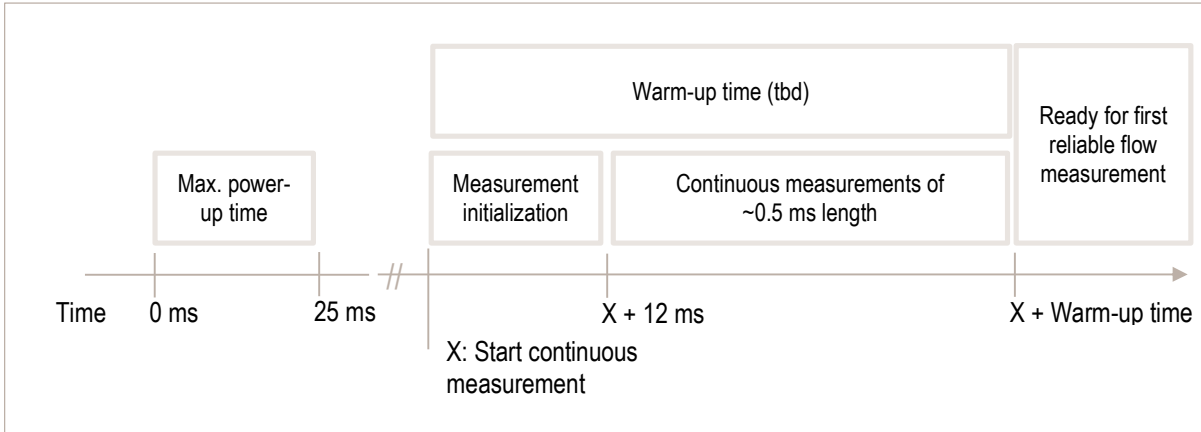 Warm-up time (tbd)
Ready for first
reliable flow
measurement
Max. power-
up time
Measurement
initialization
Continuous measurements of
~0.5 ms length
Time
0 ms
25 ms
X + 12 ms
X + Warm-up time
X: Start continuous
measurement